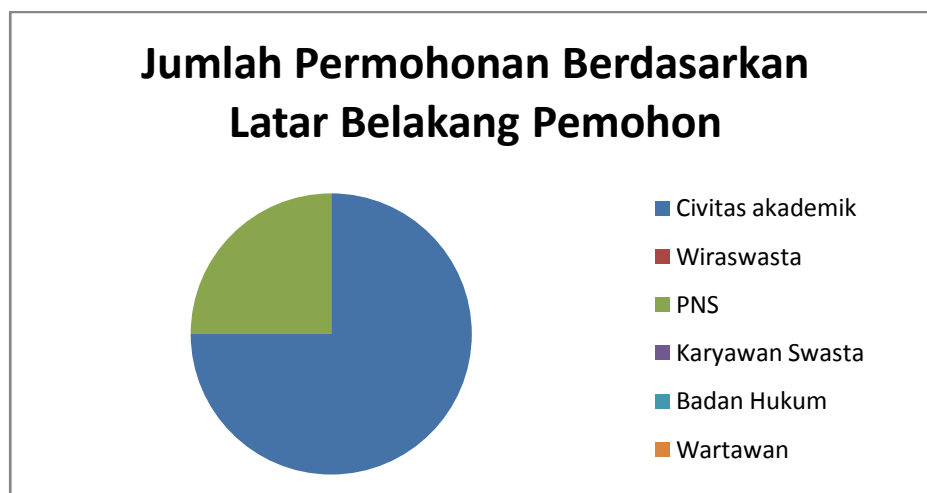 Jumlah Permohonan Berdasarkan
Latar Belakang Pemohon
Civitas akademik
Wiraswasta
PNS
Karyawan Swasta
Badan Hukum
Wartawan